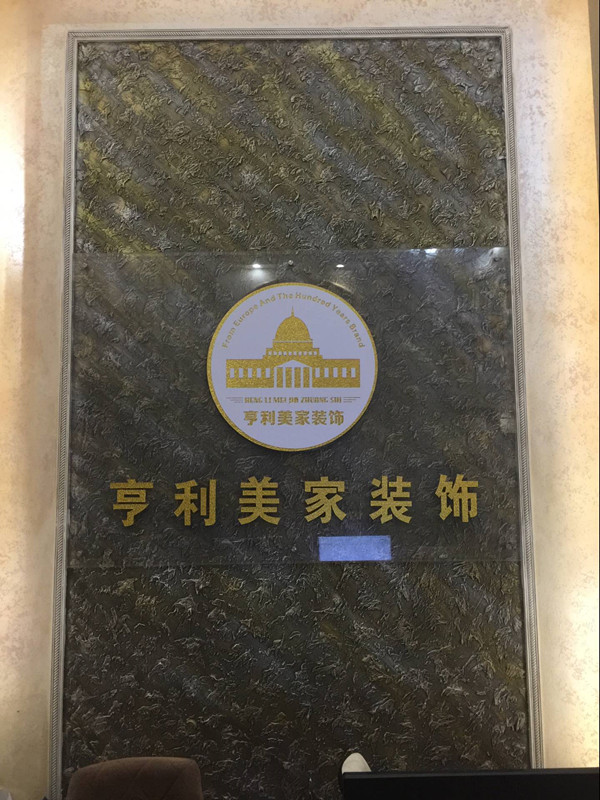 From Europe And The Hundred Years Brand
HENG LI MEI JIA ZHUANG SHI
亨利美家装饰
亨利美家装饰